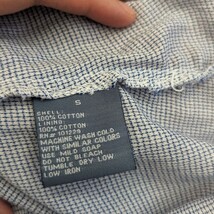 S
SHELL:
100% COTTON
LINING:
100% COTTON
RN# 101229
MACHINE WASH COLD
WITH SIMILAR COLORS
USE MILD SOAP
DO NOT BLEACH
TUMBLE DRY LOW
LOW IRON